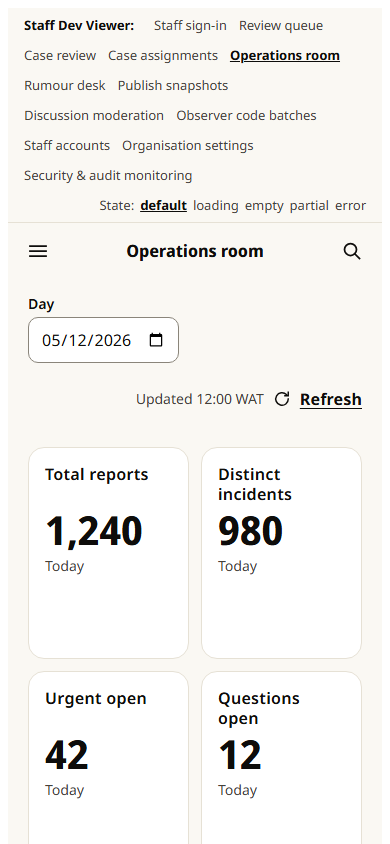 Staff Dev Viewer: Staff sign-in Review queue
Case review Case assignments Operations room
Rumour desk Publish snapshots
Discussion moderation Observer code batches
Staff accounts Organisation settings
Security & audit monitoring
State: default loading empty partial error
Operations room
Day
05/12/2026
Updated 12:00 WAT Refresh
Total reports
1,240
Today
Distinct
incidents
980
Today
Urgent open
42
Today
Questions
open
12
Today